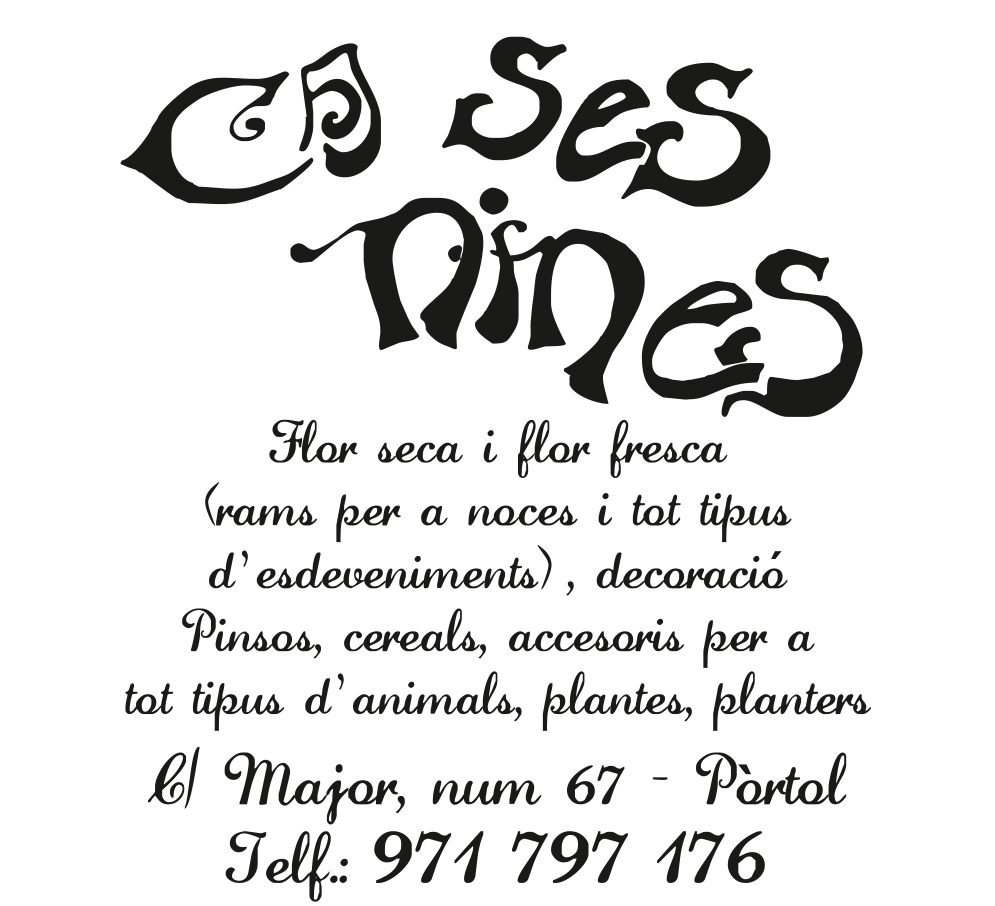 Ca ses
nines
Flor seca i flor fresca
(rams per a noces i tot tipus
d'esdeveniments), decoració
Pinsos, cereals, accesoris per a
tot tipus d'animals, plantes, planters
C/ Major, num 67 - Pòrtol
Telf.: 971 797 176